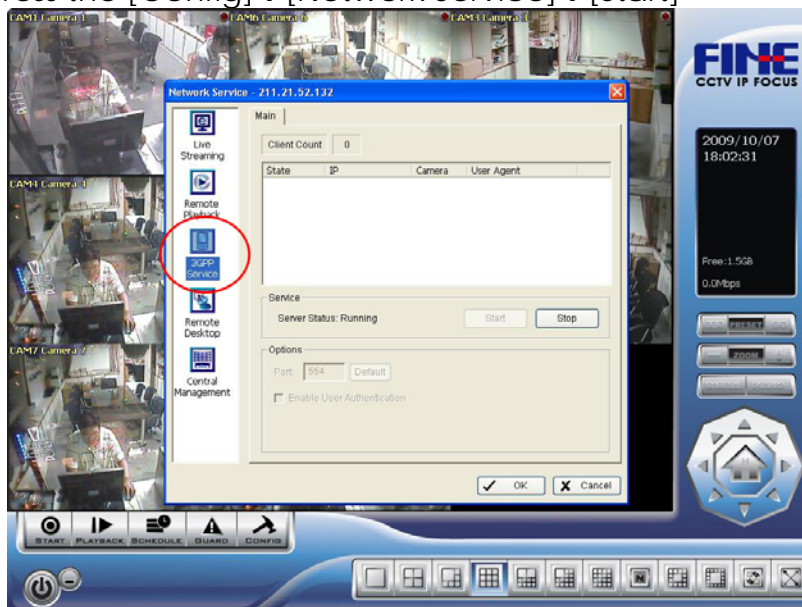 [Config] [Network service] [start]
CAM1 Camera 1
CAM6 Camera 6
CAM3 Camera 3
FINE
CCTV IP FOCUS
Network Service - 211.21.52.132
Main
Live
Streaming
Client Count 0
State IP Camera User Agent
2009/10/07
18:02:31
CAM4 Camera 4
Remote
Playback
3GPP
Service
Free:1.5GB
0.0Mbps
Service
Server Status: Running Start Stop
Remote
Desktop
PRESET
ZOOM
CAM7 Camera 7
Options
Port: 554 Default
Central
Management
Enable User Authentication
FOCUS
OK Cancel
H
START PLAYBACK SCHEDULE GUARD CONFIG
N